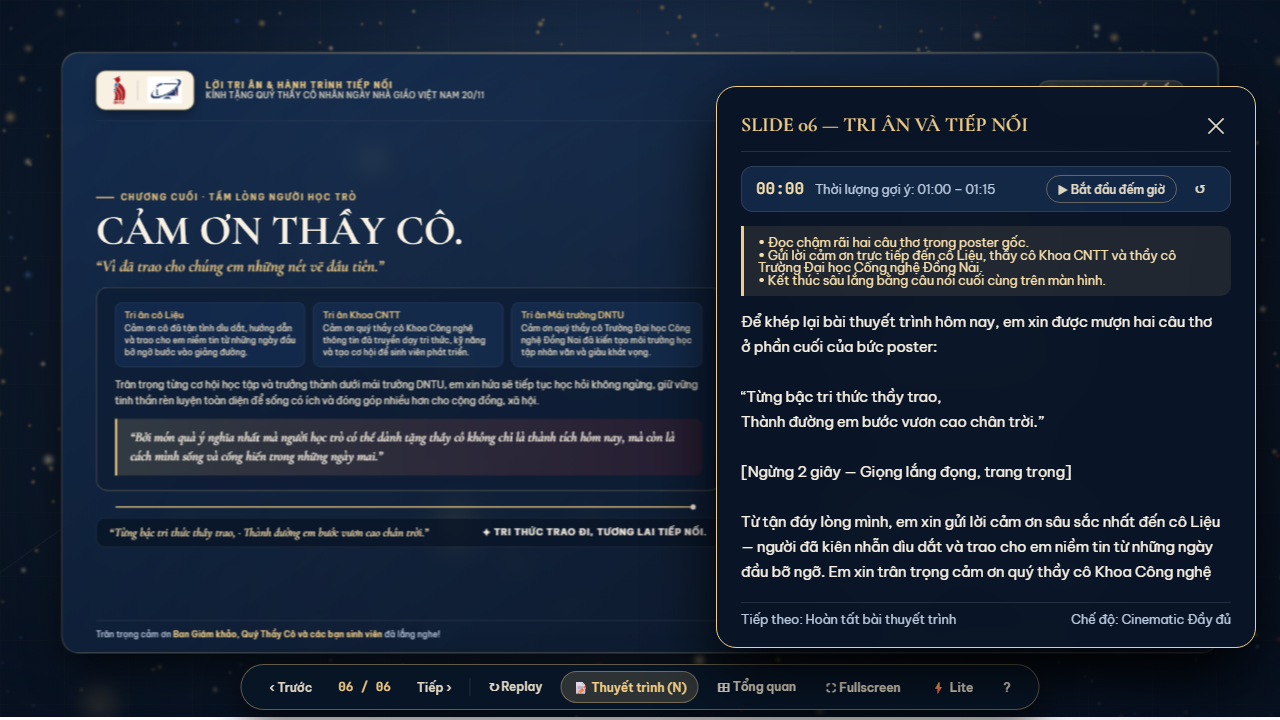 LỜI TRI ÂN & HÀNH TRÌNH TIẾP NỐI
KÍNH TẶNG QUÝ THẦY CÔ NHÂN NGÀY NHÀ GIÁO VIỆT NAM 20/11
CHƯƠNG CUỐI · TẤM LÒNG NGƯỜI HỌC TRÒ
CẢM ƠN THẦY CÔ.
“Vì đã trao cho chúng em những nét vẽ đầu tiên.”
Tri ân cô Liệu
Cảm ơn cô đã tận tình dìu dắt, hướng dẫn
và trao cho em niềm tin từ những ngày đầu
bỡ ngỡ bước vào giảng đường.
Tri ân Khoa CNTT
Cảm ơn quý thầy cô Khoa Công nghệ
thông tin đã truyền dạy tri thức, kỹ năng
và tạo cơ hội để sinh viên phát triển.
Tri ân Mái trường DNTU
Cảm ơn quý thầy cô Trường Đại học Công
nghệ Đồng Nai đã kiến tạo môi trường học
tập nhân văn và giàu khát vọng.
Trân trọng từng cơ hội học tập và trưởng thành dưới mái trường DNTU, em xin hứa sẽ tiếp tục học hỏi không ngừng, giữ vững
tinh thần rèn luyện toàn diện để sống có ích và đóng góp nhiều hơn cho cộng đồng, xã hội.
“Bởi món quà ý nghĩa nhất mà người học trò có thể dành tặng thầy cô không chỉ là thành tích hôm nay, mà còn là
cách mình sống và cống hiến trong những ngày mai.”
“Từng bậc tri thức thầy trao, - Thành đường em bước vươn cao chân trời.”
✦ TRI THỨC TRAO ĐI, TƯƠNG LAI TIẾP NỐI.
Trân trọng cảm ơn Ban Giám khảo, Quý Thầy Cô và các bạn sinh viên đã lắng nghe!
SLIDE 06 — TRI ÂN VÀ TIẾP NỐI
00:00 Thời lượng gợi ý: 01:00 – 01:15 ▶ Bắt đầu đếm giờ ↺
• Đọc chậm rãi hai câu thơ trong poster gốc.
• Gửi lời cảm ơn trực tiếp đến cô Liệu, thầy cô Khoa CNTT và thầy cô
Trường Đại học Công nghệ Đồng Nai.
• Kết thúc sâu lắng bằng câu nối cuối cùng trên màn hình.
Để khép lại bài thuyết trình hôm nay, em xin được mượn hai câu thơ
ở phần cuối của bức poster:
“Từng bậc tri thức thầy trao,
Thành đường em bước vươn cao chân trời.”
[Ngừng 2 giây — Giọng lắng đọng, trang trọng]
Từ tận đáy lòng mình, em xin gửi lời cảm ơn sâu sắc nhất đến cô Liệu
— người đã kiên nhẫn dìu dắt và trao cho em niềm tin từ những ngày
đầu bỡ ngỡ. Em xin trân trọng cảm ơn quý thầy cô Khoa Công nghệ
Tiếp theo: Hoàn tất bài thuyết trình
Chế độ: Cinematic Đầy đủ
‹ Trước 06 / 06 Tiếp › ↻ Replay Thuyết trình (N) Tổng quan Fullscreen Lite ?